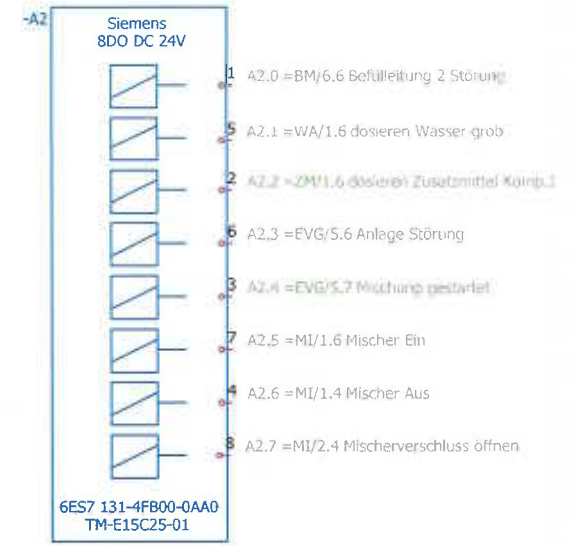 -A2
Siemens
8DO DC 24V
1 A2.0 =BM/6.6 Befülleitung 2 Störung
5 A2.1 =WA/1.6 dosieren Wasser grob
2 A2.2 =ZM/1.6 dosieren Zusatzmittel Komp.1
6 A2.3 =EVG/5.6 Anlage Störung
3 A2.4 =EVG/5.7 Mischung gestartet
7 A2.5 =MI/1.6 Mischer Ein
4 A2.6 =MI/1.4 Mischer Aus
8 A2.7 =MI/2.4 Mischerverschluss öffnen
6ES7 131-4FB00-0AA0
TM-E15C25-01